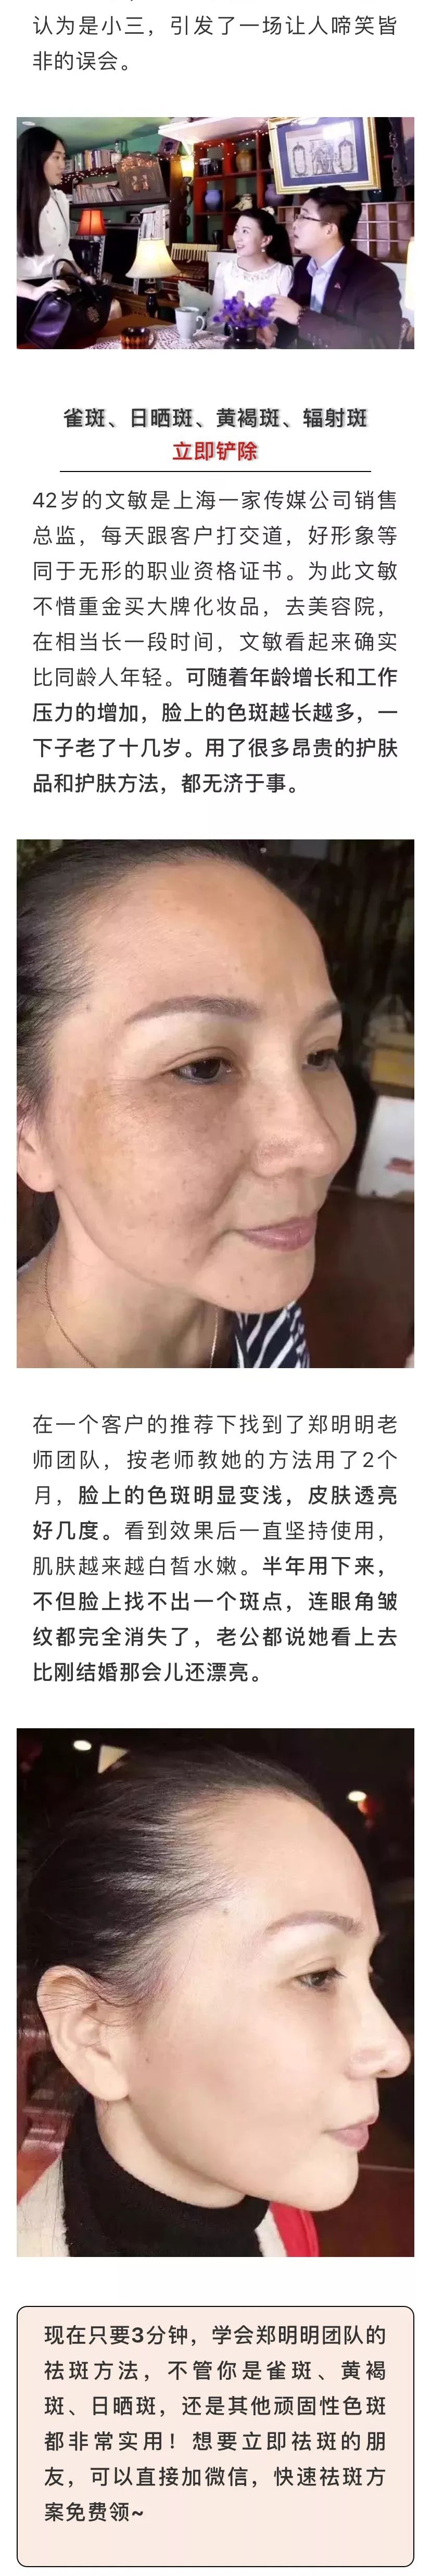 认为是小三，引发了一场让人啼笑皆
非的误会。
雀斑、日晒斑、黄褐斑、辐射斑
立即铲除
42岁的文敏是上海一家传媒公司销售
总监，每天跟客户打交道，好形象等
同于无形的职业资格证书。为此文敏
不惜重金买大牌化妆品，去美容院，
在相当长一段时间，文敏看起来确实
比同龄人年轻。可随着年龄增长和工作
压力的增加，脸上的色斑越长越多，一
下子老了十几岁。用了很多昂贵的护肤
品和护肤方法，都无济于事。
在一个客户的推荐下找到了郑明明老
师团队，按老师教她的方法用了2个
月，脸上的色斑明显变浅，皮肤透亮
好几度。看到效果后一直坚持使用，
肌肤越来越白皙水嫩。半年用下来，
不但脸上找不出一个斑点，连眼角皱
纹都完全消失了，老公都说她看上去
比刚结婚那会儿还漂亮。
现在只要3分钟，学会郑明明团队的
祛斑方法，不管你是雀斑、黄褐
斑、日晒斑，还是其他顽固性色斑
都非常实用！想要立即祛斑的朋
友，可以直接加微信，快速祛斑方
案免费领~